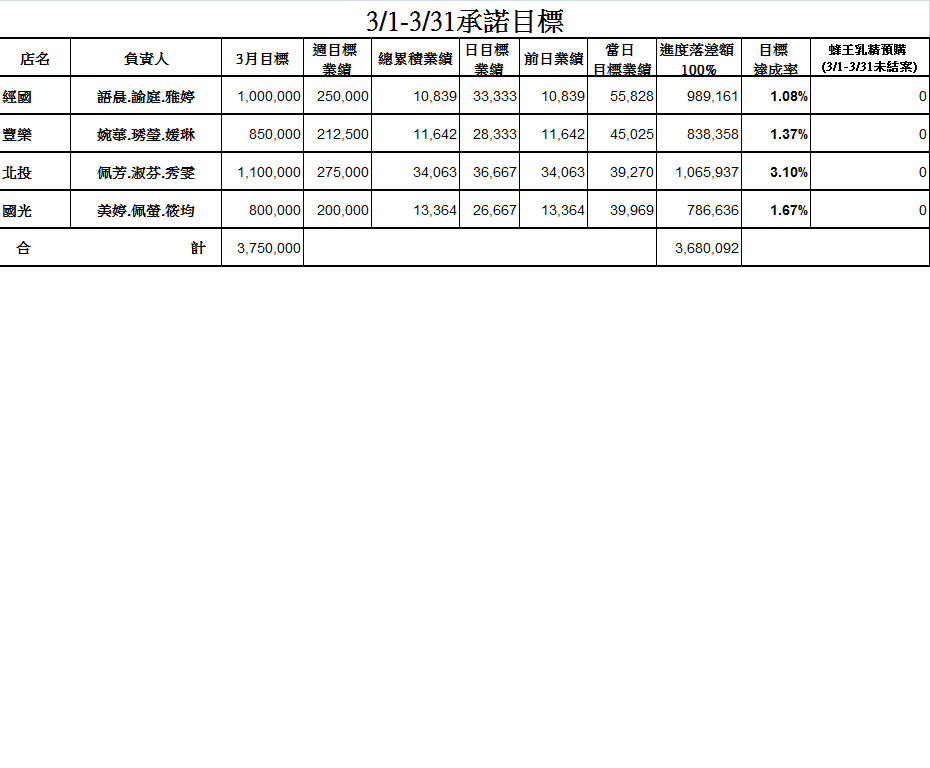 3/1-3/31承諾目標
店名 負責人 3月目標 週目標業績 總累積業績 日目標業績 前日業績 當日目標業績 進度落差額100% 目標達成率 蜂王乳精預購(3/1-3/31未結案)
經國 語晨.諭庭.雅婷 1,000,000 250,000 10,839 33,333 10,839 55,828 989,161 1.08% 0
豐樂 婉華.琇瑩.媛琳 850,000 212,500 11,642 28,333 11,642 45,025 838,358 1.37% 0
北投 佩芳.淑芬.秀雯 1,100,000 275,000 34,063 36,667 34,063 39,270 1,065,937 3.10% 0
國光 美婷.佩螢.筱均 800,000 200,000 13,364 26,667 13,364 39,969 786,636 1.67% 0
合 計 3,750,000 3,680,092